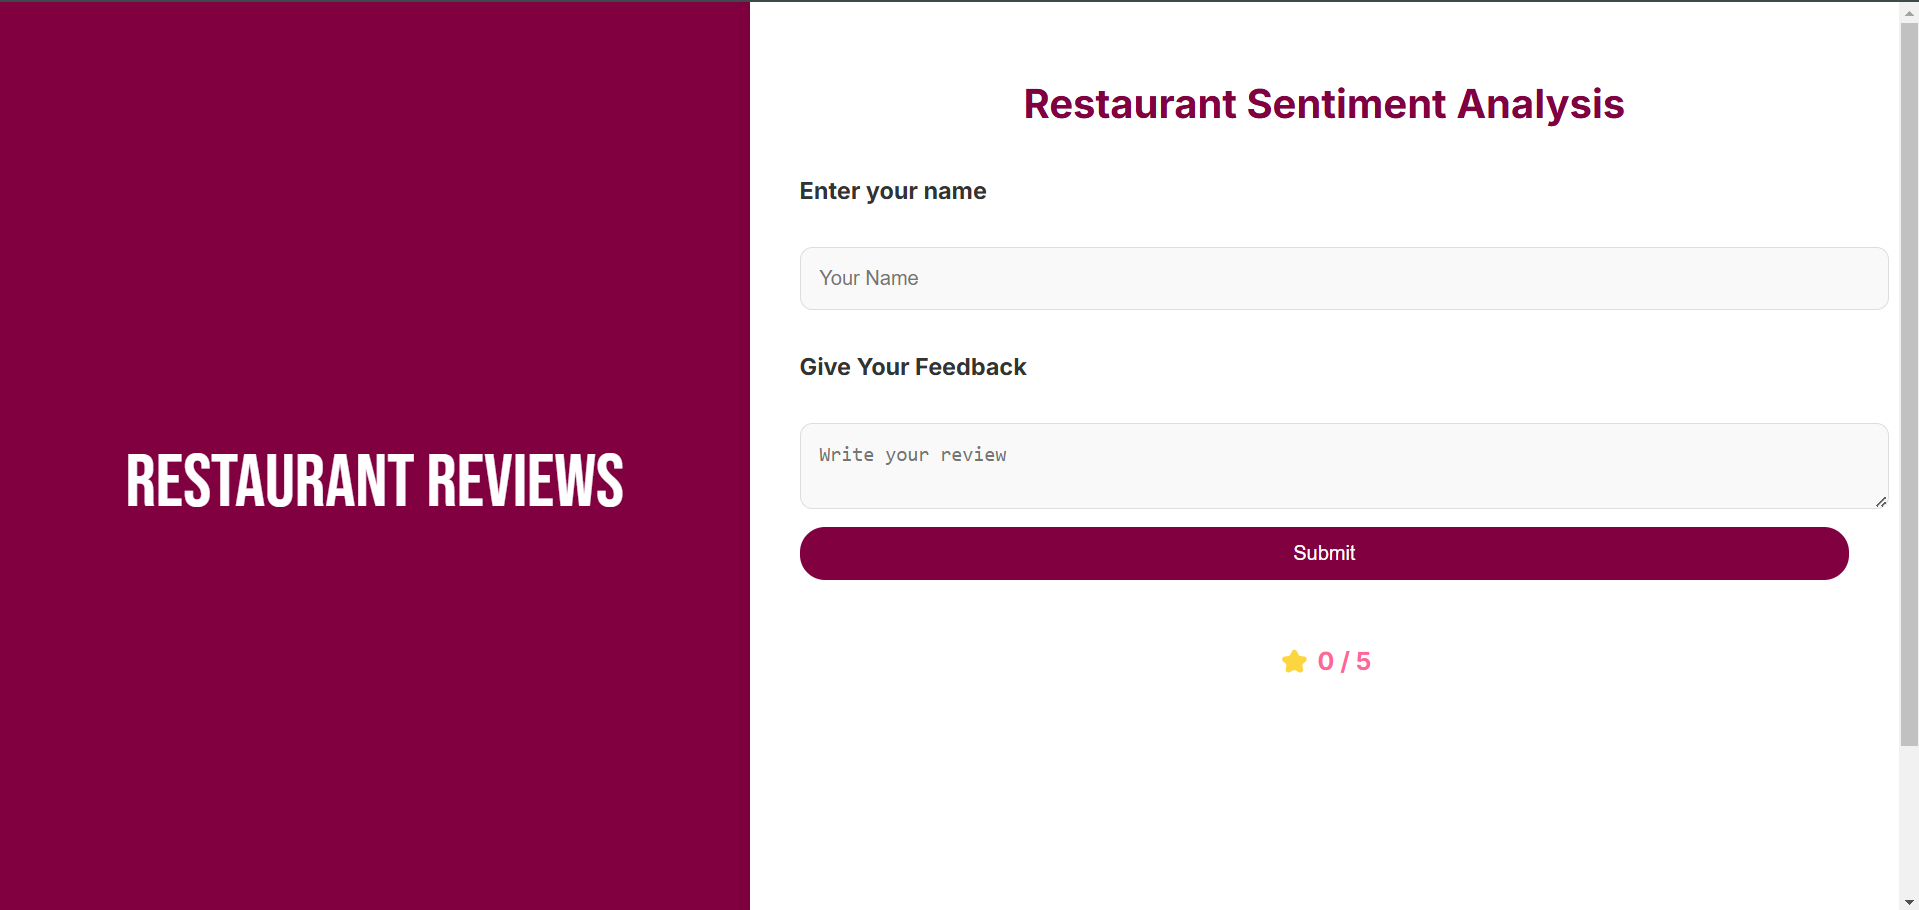 RESTAURANT REVIEWS
Restaurant Sentiment Analysis
Enter your name
Your Name
Give Your Feedback
Write your review
Submit
0 / 5